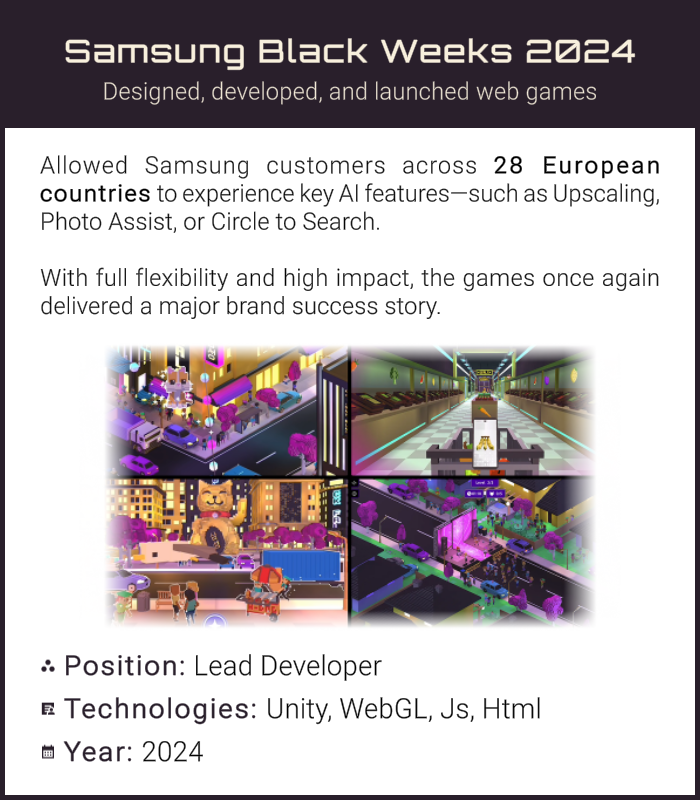 Samsung Black Weeks 2024
Designed, developed, and launched web games
Allowed Samsung customers across 28 European
countries to experience key AI features—such as Upscaling,
Photo Assist, or Circle to Search.
With full flexibility and high impact, the games once again
delivered a major brand success story.
Position: Lead Developer
Technologies: Unity, WebGL, Js, Html
Year: 2024